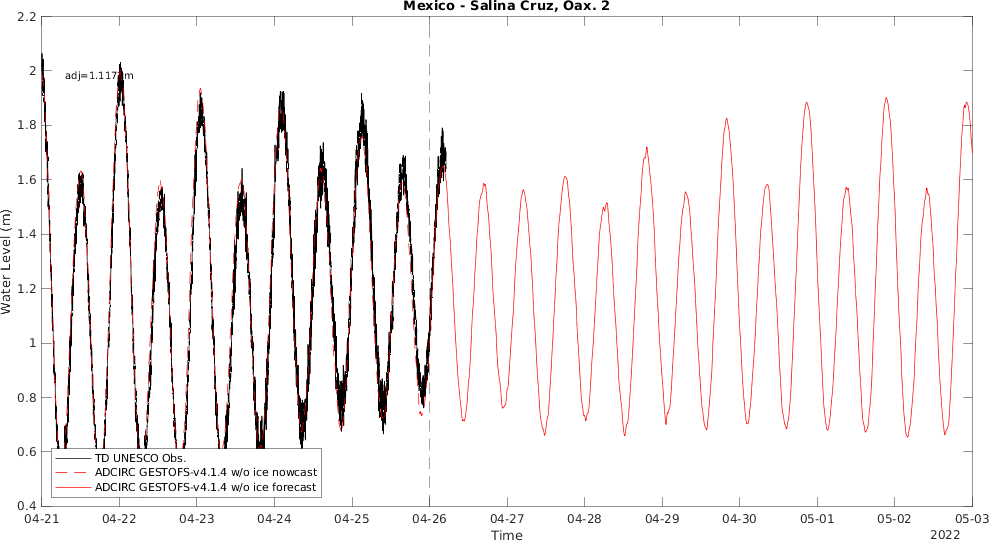 Mexico - Salina Cruz, Oax. 2
2.2
2
1.8
1.6
1.4
1.2
1
0.8
0.6
0.4
Water Level (m)
adj=1.117 m
TD UNESCO Obs.
ADCIRC GESTOFS-v4.1.4 w/o ice nowcast
ADCIRC GESTOFS-v4.1.4 w/o ice forecast
04-21 04-22 04-23 04-24 04-25 04-26 04-27 04-28 04-29 04-30 05-01 05-02 05-03
Time
2022